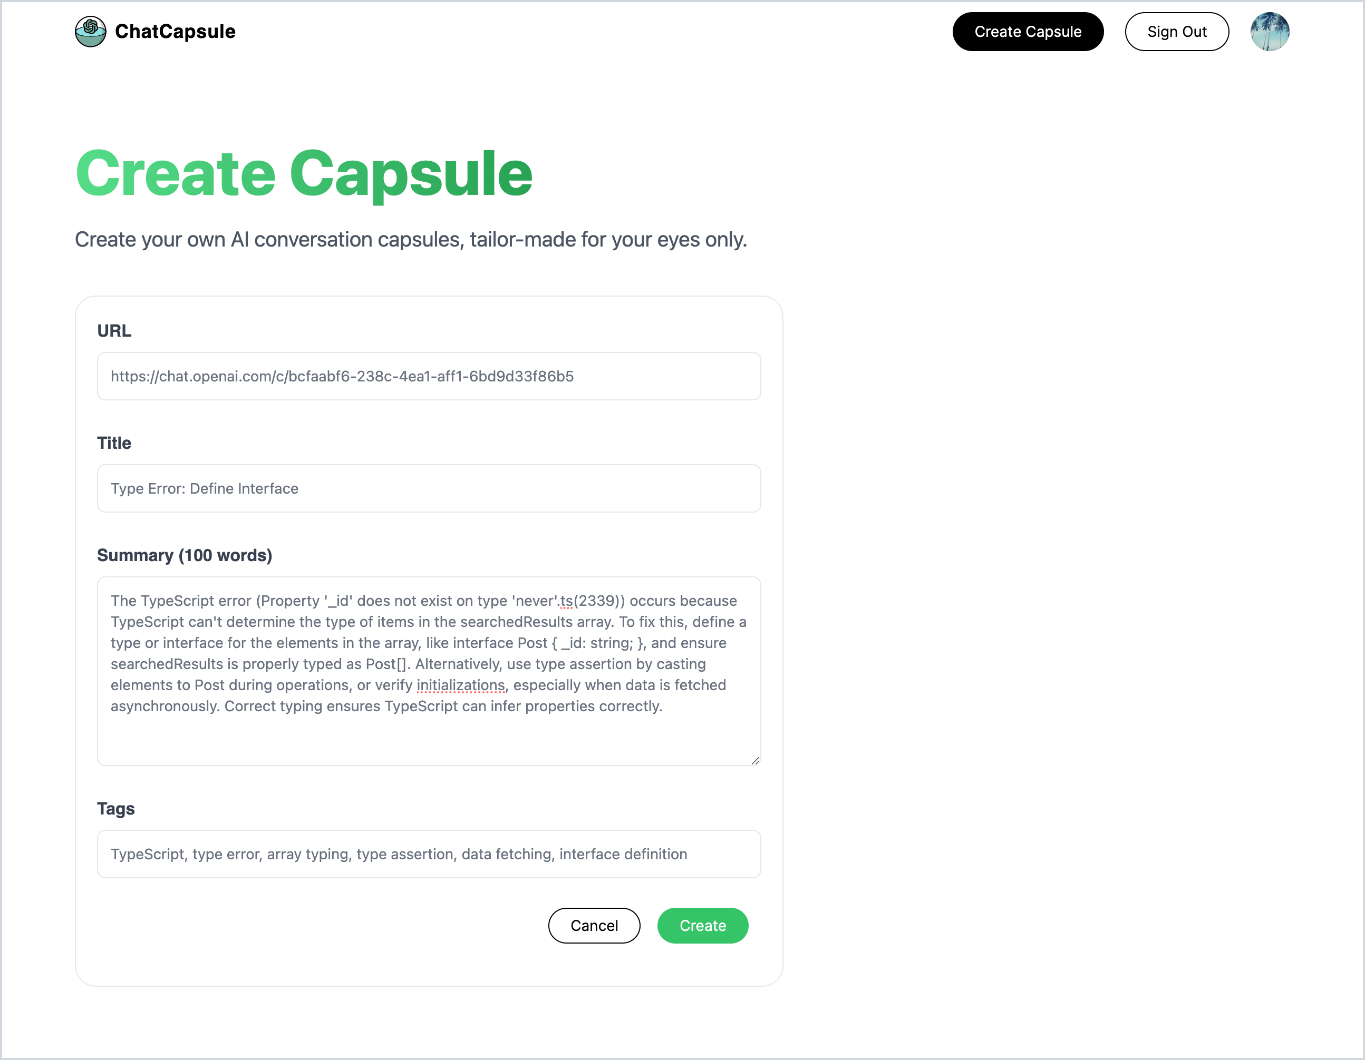 ChatCapsule
Create Capsule
Sign Out
Create Capsule
Create your own AI conversation capsules, tailor-made for your eyes only.
URL
https://chat.openai.com/c/bcfaabf6-238c-4ea1-aff1-6bd9d33f86b5
Title
Type Error: Define Interface
Summary (100 words)
The TypeScript error (Property '_id' does not exist on type 'never'.ts(2339)) occurs because
TypeScript can't determine the type of items in the searchedResults array. To fix this, define a
type or interface for the elements in the array, like interface Post { _id: string; }, and ensure
searchedResults is properly typed as Post[]. Alternatively, use type assertion by casting
elements to Post during operations, or verify initializations, especially when data is fetched
asynchronously. Correct typing ensures TypeScript can infer properties correctly.
Tags
TypeScript, type error, array typing, type assertion, data fetching, interface definition
Cancel
Create